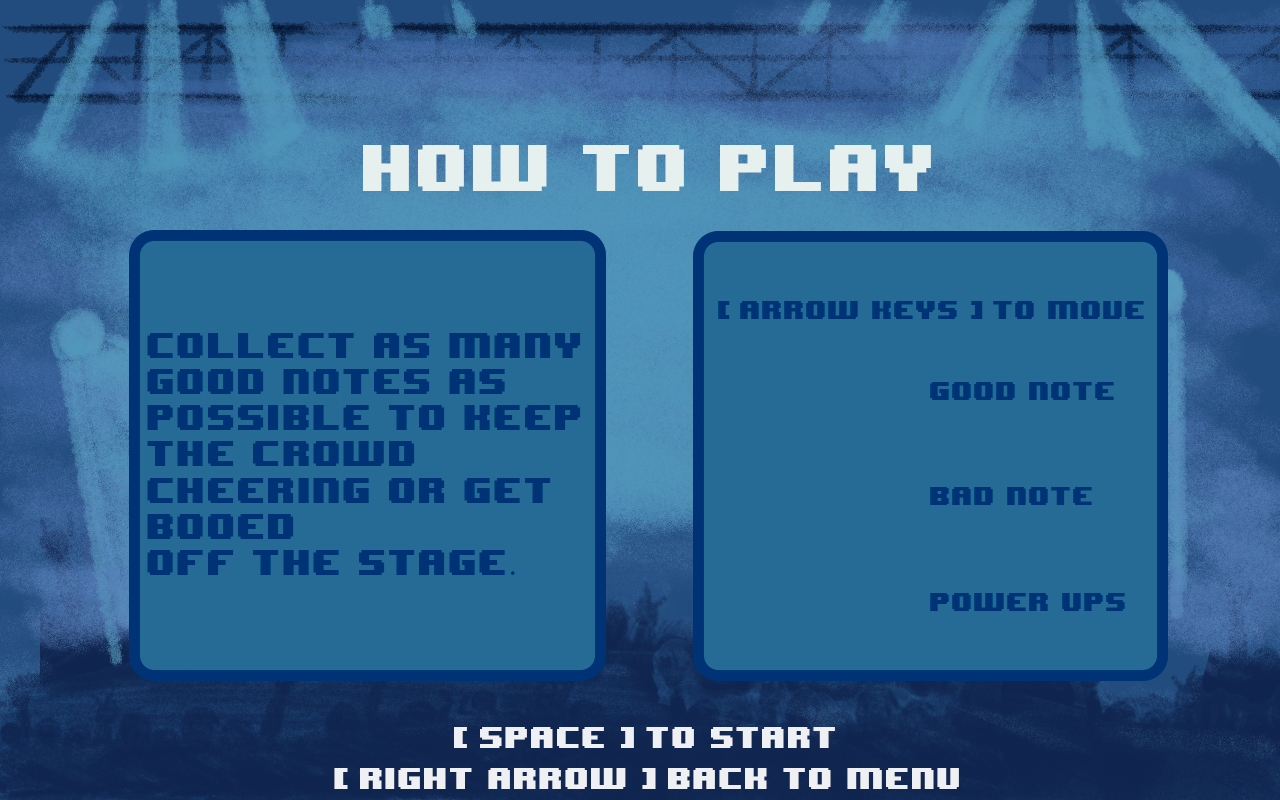 HOW TO PLAY
COLLECT AS MANY
GOOD NOTES AS
POSSIBLE TO KEEP
THE CROWD
CHEERING OR GET
BOOED
OFF THE STAGE.
[ ARROW KEYS ] TO MOVE
GOOD NOTE
BAD NOTE
POWER UPS
[ SPACE ] TO START
[ RIGHT ARROW ] BACK TO MENU